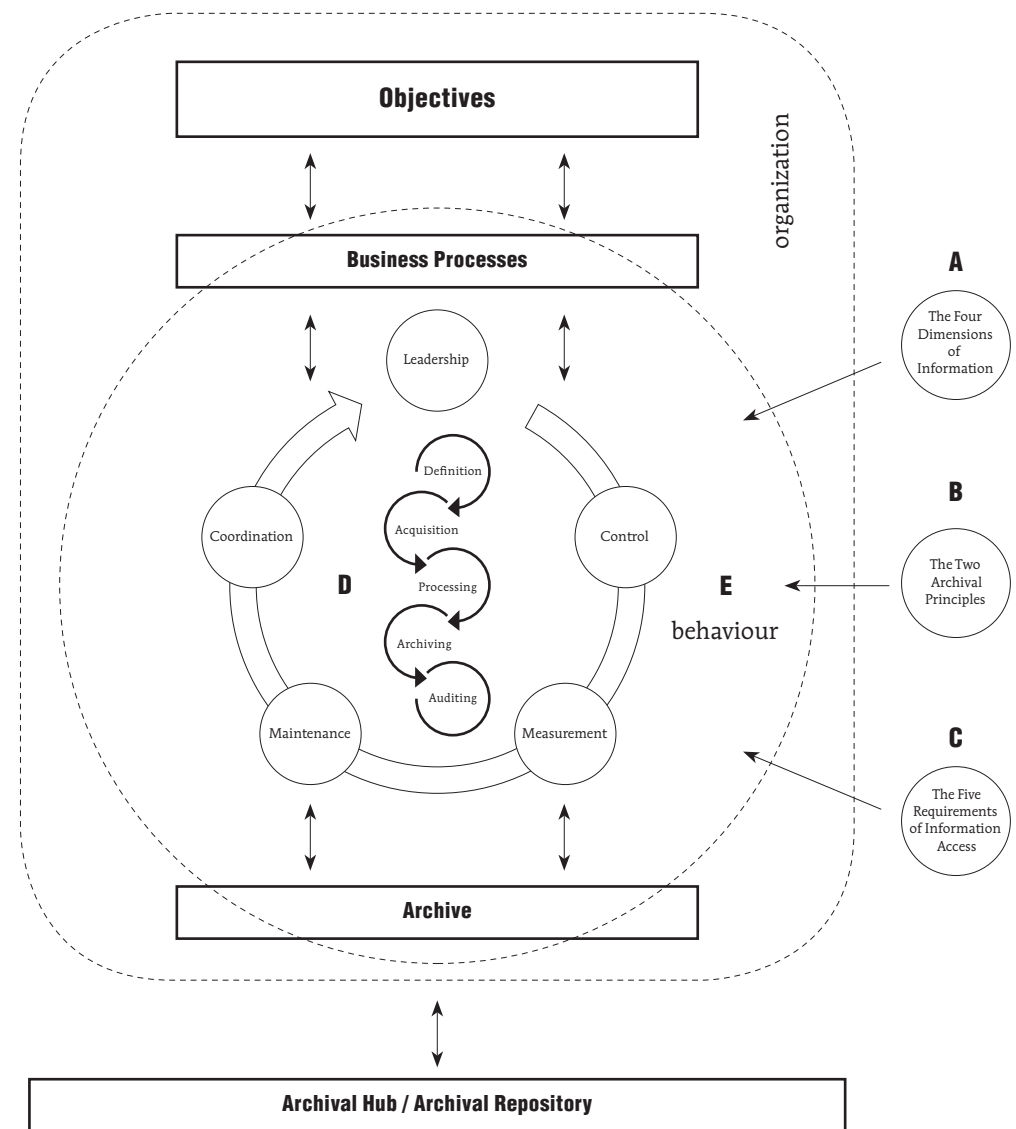 Objectives
organization
Business Processes
A
The Four
Dimensions
of
Information
Leadership
Definition
Coordination
Acquisition
Control
B
The Two
Archival
Principles
D
Processing
E
behaviour
Archiving
Auditing
Maintenance
Measurement
C
The Five
Requirements
of Information
Access
Archive
Archival Hub / Archival Repository